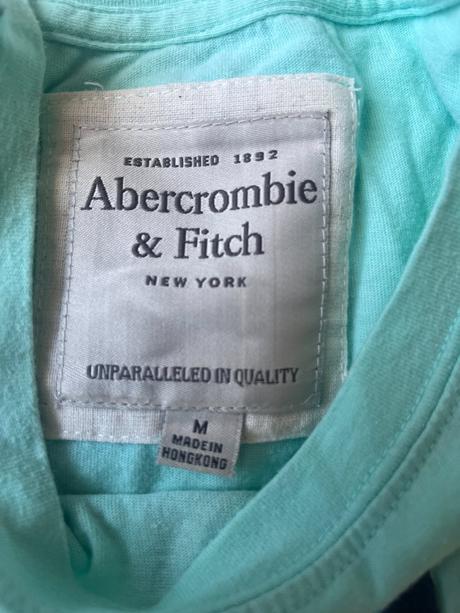 ESTABLISHED 1892
Abercrombie
& Fitch
NEW YORK
UNPARALLELED IN QUALITY
M
MADE IN
HONGKONG